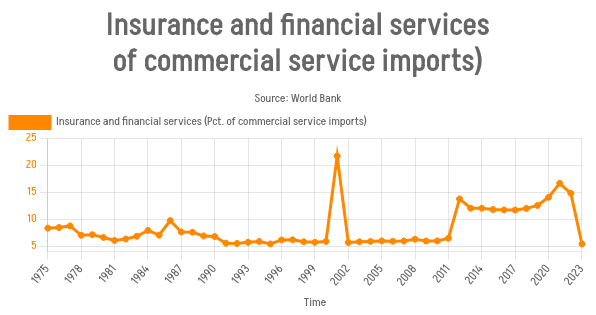 Insurance and financial services
of commercial service imports)
Source: World Bank
Insurance and financial services (Pct. of commercial service imports)
25
20
15
10
5
1975 1978 1981 1984 1987 1990 1993 1996 1999 2002 2005 2008 2011 2014 2017 2020 2023
Time